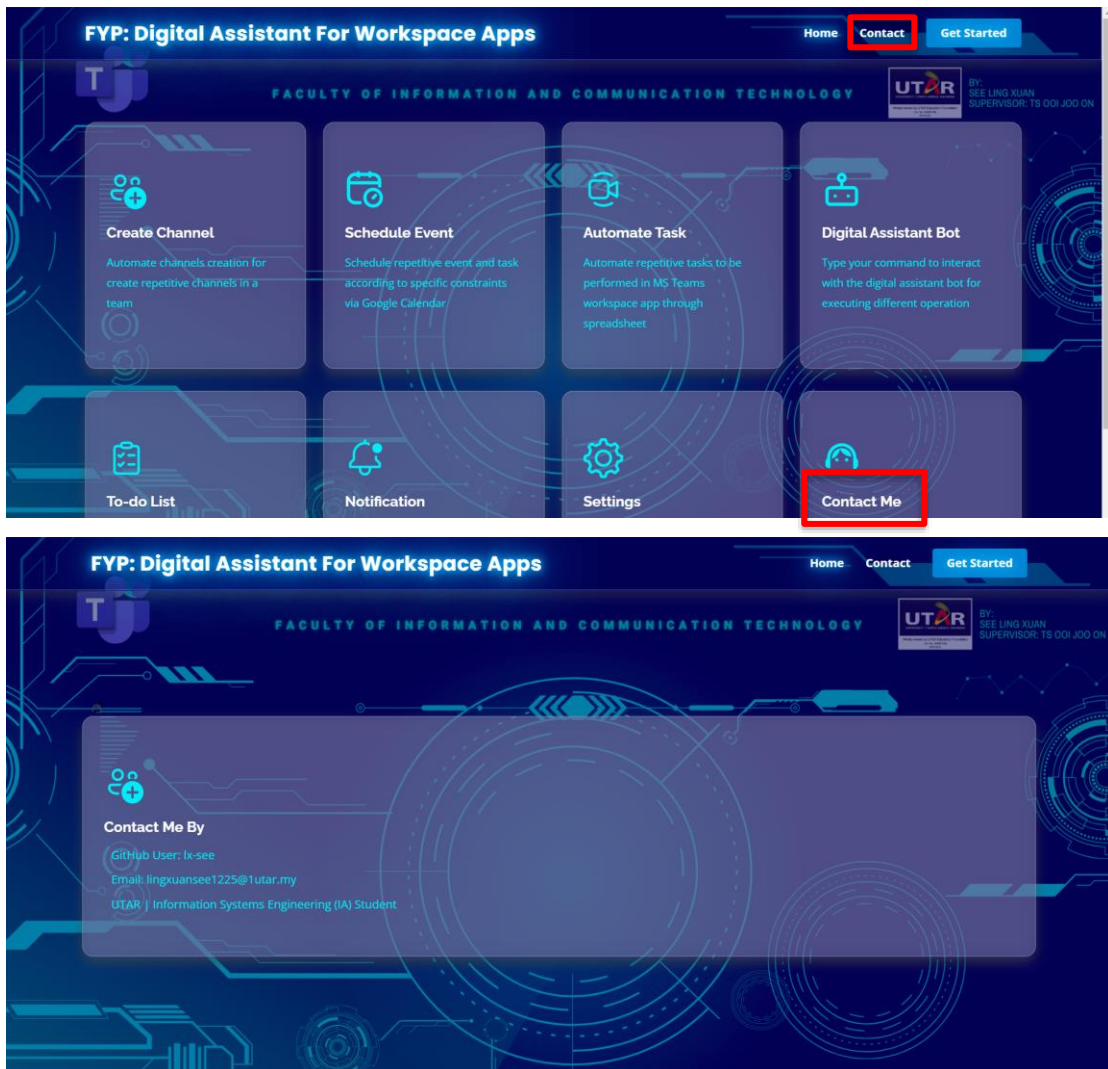 FYP: Digital Assistant For Workspace Apps
Home Contact Get Started
T
FACULTY OF INFORMATION AND COMMUNICATION TECHNOLOGY
UTAR
BY:
SEE LING XUAN
SUPERVISOR: TS OOI JOO ON
Create Channel
Automate channels creation for
create repetitive channels in a
team
Schedule Event
Schedule repetitive event and task
according to specific constraints
via Google Calendar
Automate Task
Automate repetitive tasks to be
performed in MS Teams
workspace app through
spreadsheet
Digital Assistant Bot
Type your command to interact
with the digital assistant bot for
executing different operation
To-do List
Notification
Settings
Contact Me
FYP: Digital Assistant For Workspace Apps
Home Contact Get Started
T
FACULTY OF INFORMATION AND COMMUNICATION TECHNOLOGY
UTAR
BY:
SEE LING XUAN
SUPERVISOR: TS OOI JOO ON
Contact Me By
GitHub User: lx-see
Email: lingxuansee1225@1utar.my
UTAR | Information Systems Engineering (IA) Student